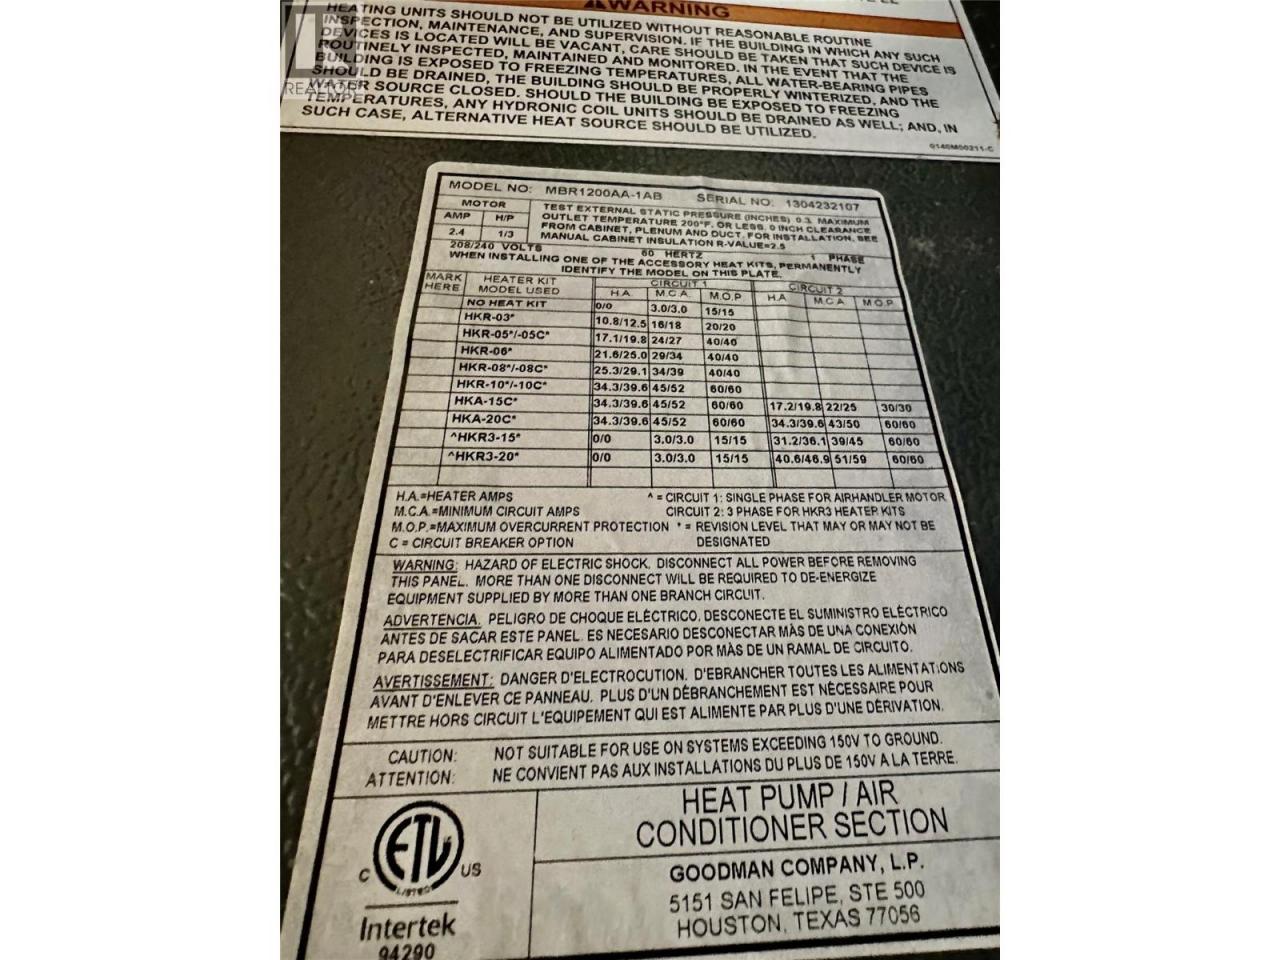 WARNING
HEATING UNITS SHOULD NOT BE UTILIZED WITHOUT REASONABLE ROUTINE
INSPECTION, MAINTENANCE, AND SUPERVISION. IF THE BUILDING IN WHICH ANY SUCH
DEVICES IS LOCATED WILL BE VACANT, CARE SHOULD BE TAKEN THAT SUCH DEVICE IS
ROUTINELY INSPECTED, MAINTAINED AND MONITORED. IN THE EVENT THAT THE
BUILDING IS EXPOSED TO FREEZING TEMPERATURES, ALL WATER-BEARING PIPES
SHOULD BE DRAINED, THE BUILDING SHOULD BE PROPERLY WINTERIZED, AND THE
WATER SOURCE CLOSED. SHOULD THE BUILDING BE EXPOSED TO FREEZING
TEMPERATURES, ANY HYDRONIC COIL UNITS SHOULD BE DRAINED AS WELL; AND, IN
SUCH CASE, ALTERNATIVE HEAT SOURCE SHOULD BE UTILIZED.
0140M00211-C
REALTOR
MODEL NO: MBR1200AA-1AB SERIAL NO. 1304232107
MOTOR
AMP H/P
2.4 1/3
TEST EXTERNAL STATIC PRESSURE (INCHES) 0.3 MAXIMUM
OUTLET TEMPERATURE 200°F. OR LESS, 0 INCH CLEARANCE
FROM CABINET, PLENUM AND DUCT. FOR INSTALLATION, SEE
MANUAL CABINET INSULATION R-VALUE=2.5
208/240 VOLTS 60 HERTZ 1 PHASE
WHEN INSTALLING ONE OF THE ACCESSORY HEAT KITS, PERMANENTLY
IDENTIFY THE MODEL ON THIS PLATE.
MARK HERE HEATER KIT MODEL USED CIRCUIT 1 CIRCUIT 2
H.A. M.C.A. M.O.P. H.A M.C.A M.O.P.
NO HEAT KIT 0/0 3.0/3.0 15/15
HKR-03* 10.8/12.5 16/18 20/20
HKR-05*/-05C* 17.1/19.8 24/27 40/40
HKR-06* 21.6/25.0 29/34 40/40
HKR-08*/-08C* 25.3/29.1 34/39 40/40
HKR-10*/-10C* 34.3/39.6 45/52 60/60
HKA-15C* 34.3/39.6 45/52 60/60 17.2/19.8 22/25 30/30
HKA-20C* 34.3/39.6 45/52 60/60 34.3/39.6 43/50 60/60
^HKR3-15* 0/0 3.0/3.0 15/15 31.2/36.1 39/45 60/60
^HKR3-20* 0/0 3.0/3.0 15/15 40.6/46.9 51/59 60/60
H.A.=HEATER AMPS ^ = CIRCUIT 1: SINGLE PHASE FOR AIRHANDLER MOTOR
M.C.A.=MINIMUM CIRCUIT AMPS CIRCUIT 2: 3 PHASE FOR HKR3 HEATER KITS
M.O.P.=MAXIMUM OVERCURRENT PROTECTION * = REVISION LEVEL THAT MAY OR MAY NOT BE
C = CIRCUIT BREAKER OPTION DESIGNATED
WARNING: HAZARD OF ELECTRIC SHOCK. DISCONNECT ALL POWER BEFORE REMOVING
THIS PANEL. MORE THAN ONE DISCONNECT WILL BE REQUIRED TO DE-ENERGIZE
EQUIPMENT SUPPLIED BY MORE THAN ONE BRANCH CIRCUIT.
ADVERTENCIA. PELIGRO DE CHOQUE ELÉCTRICO. DESCONECTE EL SUMINISTRO ELÉCTRICO
ANTES DE SACAR ESTE PANEL. ES NECESARIO DESCONECTAR MÁS DE UNA CONEXIÓN
PARA DESELECTRIFICAR EQUIPO ALIMENTADO POR MÁS DE UN RAMAL DE CIRCUITO.
AVERTISSEMENT: DANGER D'ELECTROCUTION. D'EBRANCHER TOUTES LES ALIMENTATIONS
AVANT D'ENLEVER CE PANNEAU. PLUS D'UN DÉBRANCHEMENT EST NÉCESSAIRE POUR
METTRE HORS CIRCUIT L'EQUIPEMENT QUI EST ALIMENTE PAR PLUS D'UNE DÉRIVATION.
CAUTION: NOT SUITABLE FOR USE ON SYSTEMS EXCEEDING 150V TO GROUND.
ATTENTION: NE CONVIENT PAS AUX INSTALLATIONS DU PLUS DE 150V A LA TERRE.
HEAT PUMP / AIR
CONDITIONER SECTION
GOODMAN COMPANY, L.P.
5151 SAN FELIPE, STE 500
HOUSTON, TEXAS 77056
ETL
LISTED
C US
Intertek
94290